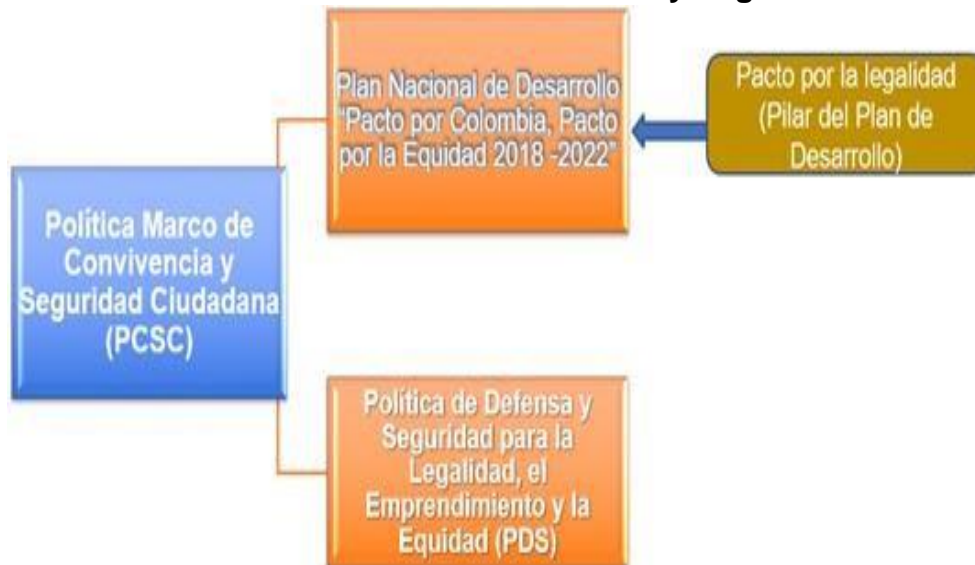 Plan Nacional de Desarrollo
"Pacto por Colombia, Pacto
por la Equidad 2018 -2022"
Pacto por la legalidad
(Pilar del Plan de
Desarrollo)
Política Marco de
Convivencia y
Seguridad Ciudadana
(PCSC)
Política de Defensa y
Seguridad para la
Legalidad, el
Emprendimiento y la
Equidad (PDS)